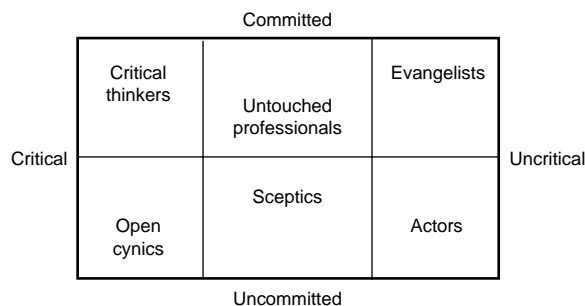 Committed
Critical
thinkers
Untouched
professionals
Evangelists
Critical
Uncritical
Sceptics
Open
cynics
Actors
Uncommitted